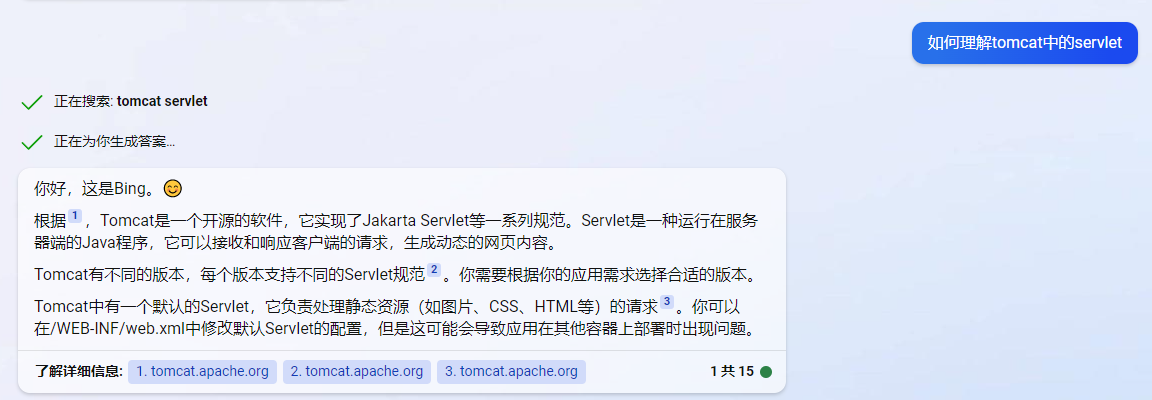 如何理解tomcat中的servlet
正在搜索: tomcat servlet
正在为你生成答案...
你好，这是Bing。😊
根据1，Tomcat是一个开源的软件，它实现了Jakarta Servlet等一系列规范。Servlet是一种运行在服务
器端的Java程序，它可以接收和响应客户端的请求，生成动态的网页内容。
Tomcat有不同的版本，每个版本支持不同的Servlet规范2。你需要根据你的应用需求选择合适的版本。
Tomcat中有一个默认的Servlet，它负责处理静态资源（如图片、CSS、HTML等）的请求3。你可以
在/WEB-INF/web.xml中修改默认Servlet的配置，但是这可能会导致应用在其他容器上部署时出现问题。
了解详细信息: 1. tomcat.apache.org 2. tomcat.apache.org 3. tomcat.apache.org 1 共 15